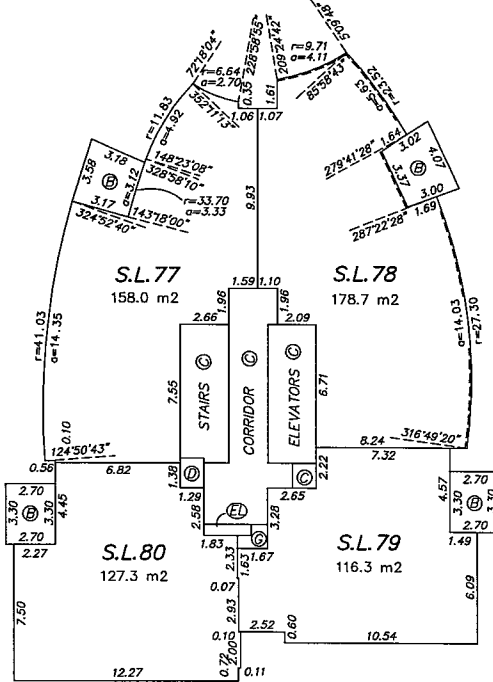 509'48"
72'18'04"
228'58'55"
209'24'42"
r=9.71
a=4.11
r=6.64
a=2.70
0.35
1.61
352'11'13"
85'58'43"
r=23.52
a=5.63
1.06 1.07
r=11.83
a=4.92
3.18
148'23'08"
328'58'10"
3.58
B
a=3.12
r=33.70
a=3.33
3.17
143'18'00"
324'52'40"
1.64
279'41'28"
3.02
4.07
3.37
B
3.00
1.69
287'22'28"
9.93
S.L.77
158.0 m2
S.L.78
178.7 m2
1.59 1.10
1.96
1.96
2.66
2.09
r=41.03
a=14.35
a=14.03
r=27.30
7.55
STAIRS C
CORRIDOR C
ELEVATORS C
6.71
0.10
124'50'43"
316'49'20"
8.24
7.32
0.56
6.82
1.38
D
C
2.22
1.29
2.65
2.70
3.30 B 3.30
2.70
4.45
2.27
2.58
EL
3.28
1.83
G
4.57
2.70
3.30 B 3.30
2.70
1.49
S.L.80
127.3 m2
S.L.79
116.3 m2
2.33
1.63 1.67
0.07
2.93
7.50
6.09
2.52
0.60
10.54
0.10
2.00
0.72
12.27
0.11